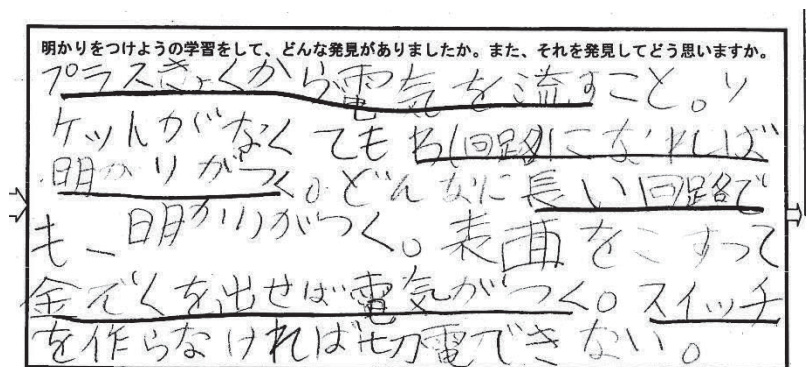 明かりをつけようの学習をして、どんな発見がありましたか。また、それを発見してどう思いますか。
プラスきょくから電気を流すこと。ソ
ケットがなくてもわ(回路)になれば
明かりがつく。どんなに長い回路で
も、明かりがつく。表面をこすって
金ぞくを出せば電気がつく。スイッチ
を作らなければ切電できない。